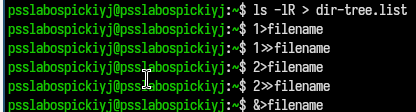 psslabospickiyj@psslabospickiyj:~$ ls -lR > dir-tree.list
psslabospickiyj@psslabospickiyj:~$ 1>filename
psslabospickiyj@psslabospickiyj:~$ 1>>filename
psslabospickiyj@psslabospickiyj:~$ 2>filename
psslabospickiyj@psslabospickiyj:~$ 2>>filename
psslabospickiyj@psslabospickiyj:~$ &>filename